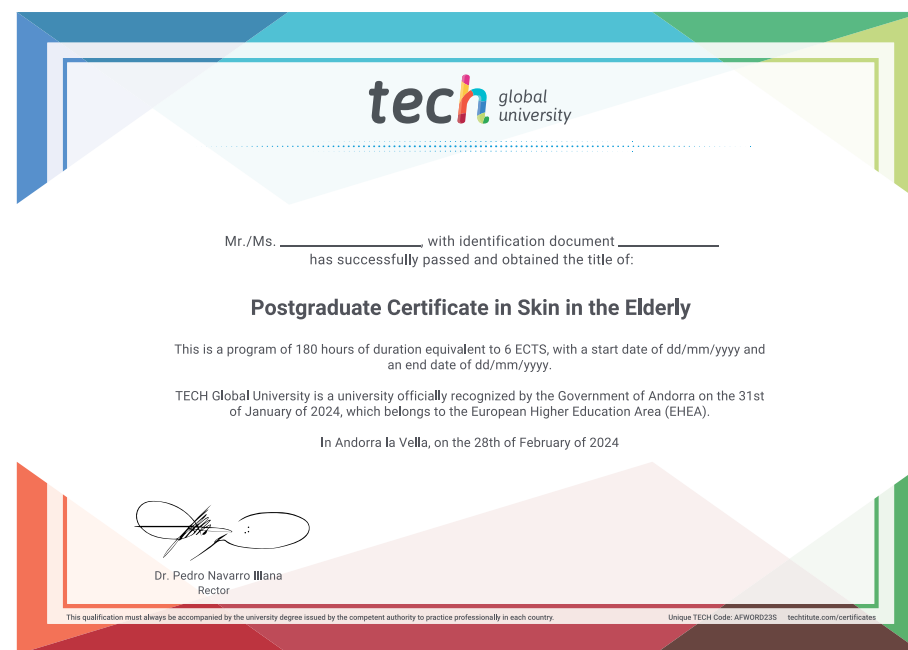 tech global university
Mr./Ms. ____________, with identification document ____________
has successfully passed and obtained the title of:
Postgraduate Certificate in Skin in the Elderly
This is a program of 180 hours of duration equivalent to 6 ECTS, with a start date of dd/mm/yyyy and
an end date of dd/mm/yyyy.
TECH Global University is a university officially recognized by the Government of Andorra on the 31st
of January of 2024, which belongs to the European Higher Education Area (EHEA).
In Andorra la Vella, on the 28th of February of 2024
Dr. Pedro Navarro Illana
Rector
This qualification must always be accompanied by the university degree issued by the competent authority to practice professionally in each country. Unique TECH Code: AFWORD23S techtitute.com/certificates